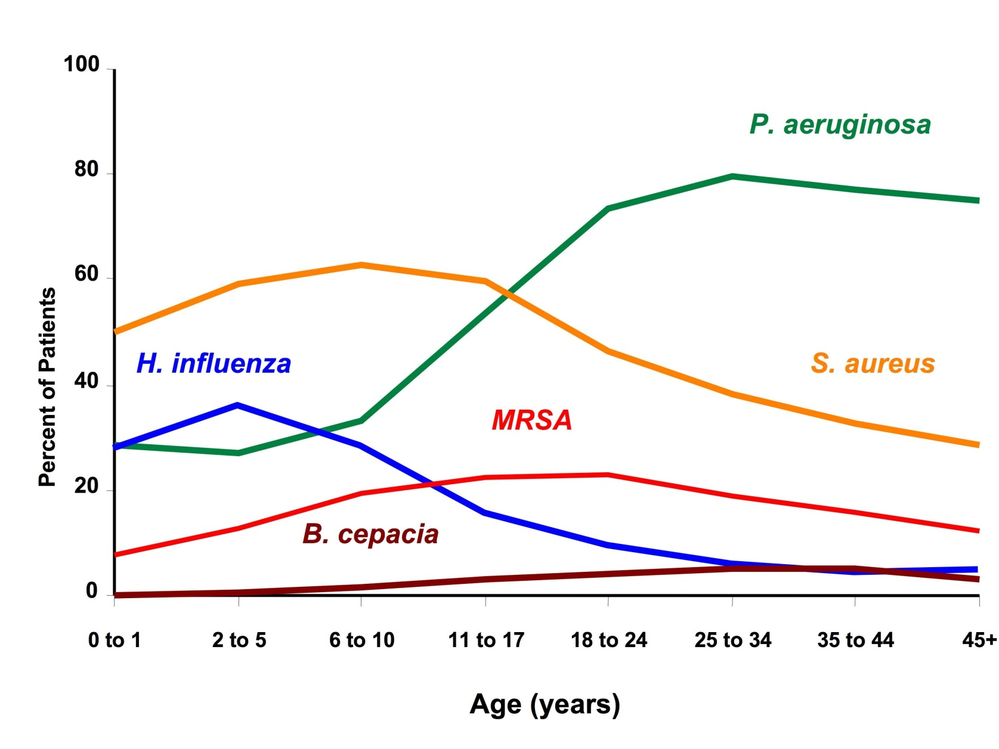 100
P. aeruginosa
80
60
H. influenza
S. aureus
40
MRSA
20
B. cepacia
0
Percent of Patients
0 to 1
2 to 5
6 to 10
11 to 17
18 to 24
25 to 34
35 to 44
45+
Age (years)